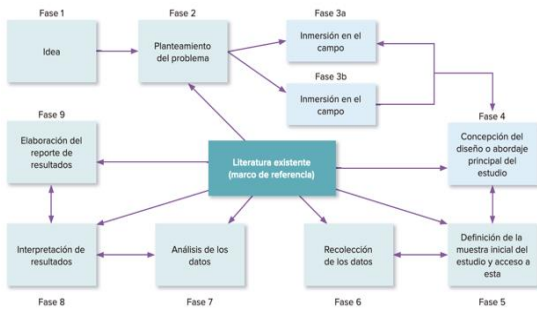 Fase 1
Fase 2
Fase 3a
Idea
Planteamiento
del problema
Inmersión en el
campo
Fase 3b
Inmersión en el
campo
Fase 9
Fase 4
Elaboración del
reporte de
resultados
Literatura existente
(marco de referencia)
Concepción del
diseño o abordaje
principal del
estudio
Interpretación de
resultados
Análisis de los
datos
Recolección
de los datos
Definición de la
muestra inicial del
estudio y acceso a
esta
Fase 8
Fase 7
Fase 6
Fase 5